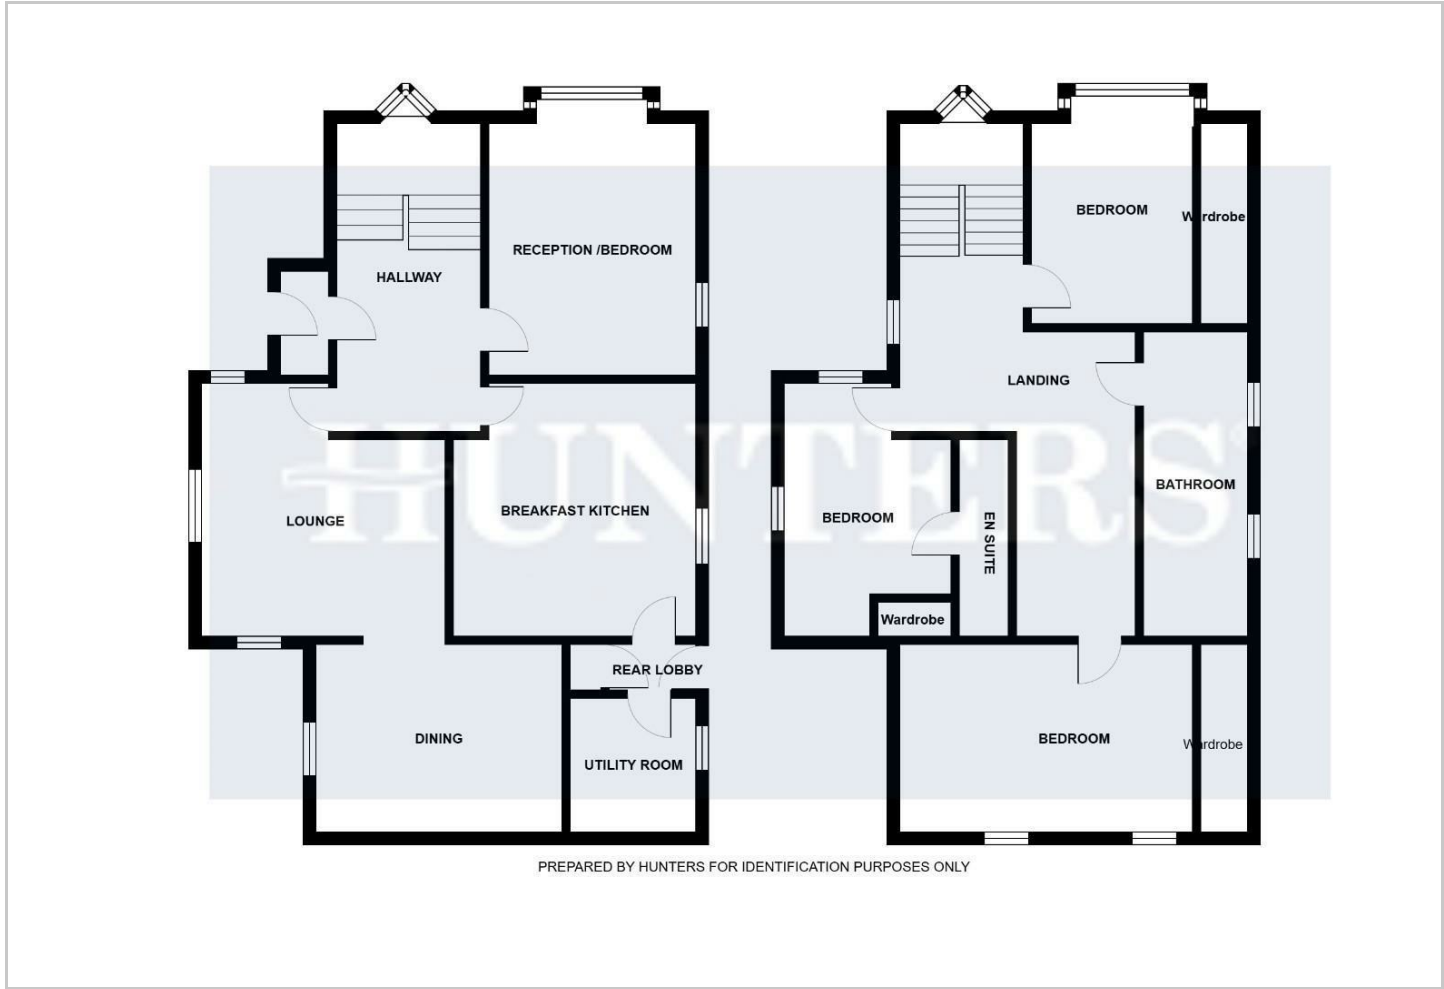 RECEPTION /BEDROOM
HALLWAY
LOUNGE
BREAKFAST KITCHEN
REAR LOBBY
DINING
UTILITY ROOM
BEDROOM
Wardrobe
LANDING
BATHROOM
BEDROOM
EN SUITE
Wardrobe
BEDROOM
Wardrobe
HUNTERS®
PREPARED BY HUNTERS FOR IDENTIFICATION PURPOSES ONLY